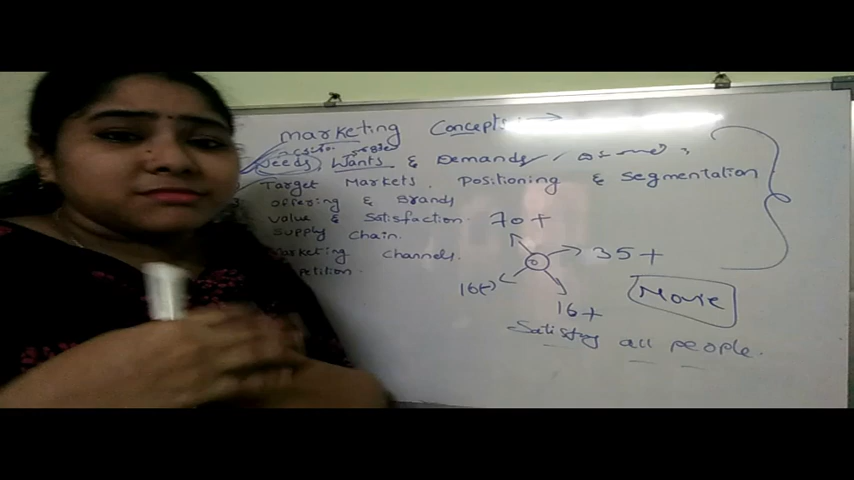 marketing Concepts →
Needs, Wants & Demands
Target Markets. Positioning & Segmentation
offering & Brands
Value & Satisfaction.
Supply Chain.
Marketing Channels.
70+
35+
16(-)
16+
Movie
Satisfy all people.